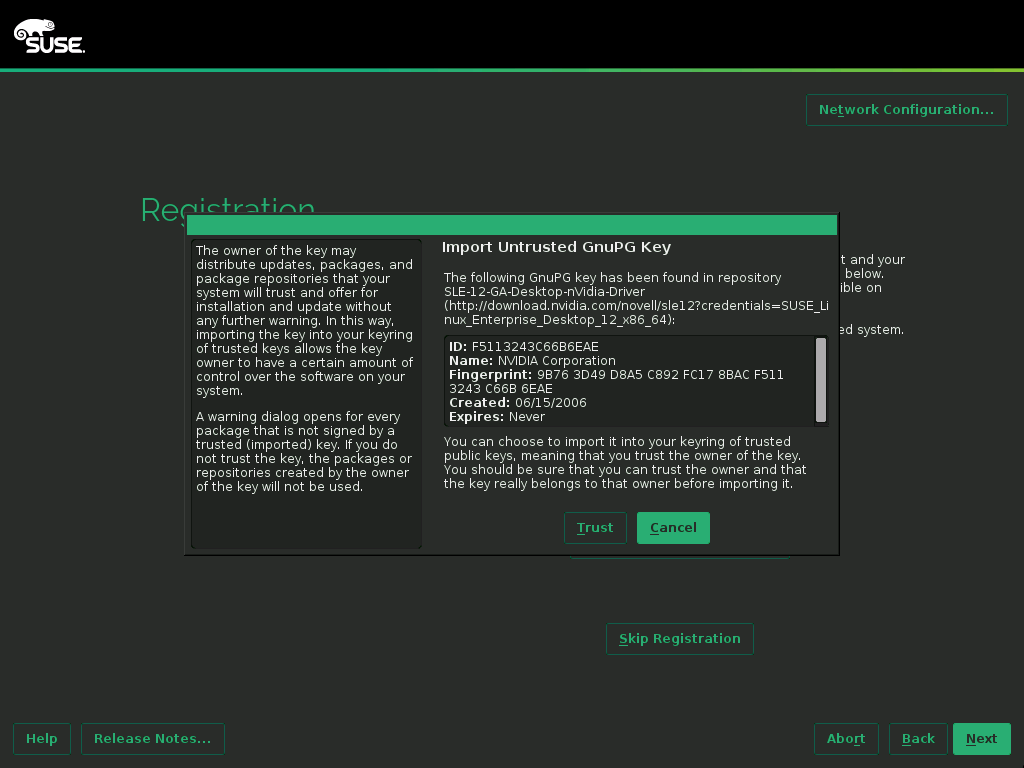 SUSE.
Network Configuration...
Registration
t and your
below.
ible on
ed system.
The owner of the key may
distribute updates, packages, and
package repositories that your
system will trust and offer for
installation and update without
any further warning. In this way,
importing the key into your keyring
of trusted keys allows the key
owner to have a certain amount of
control over the software on your
system.
A warning dialog opens for every
package that is not signed by a
trusted (imported) key. If you do
not trust the key, the packages or
repositories created by the owner
of the key will not be used.
Import Untrusted GnuPG Key
The following GnuPG key has been found in repository
SLE-12-GA-Desktop-nVidia-Driver
(http://download.nvidia.com/novell/sle12?credentials=SUSE_Li
nux_Enterprise_Desktop_12_x86_64):
ID: F5113243C66B6EAE
Name: NVIDIA Corporation
Fingerprint: 9B76 3D49 D8A5 C892 FC17 8BAC F511
3243 C66B 6EAE
Created: 06/15/2006
Expires: Never
You can choose to import it into your keyring of trusted
public keys, meaning that you trust the owner of the key.
You should be sure that you can trust the owner and that
the key really belongs to that owner before importing it.
Trust Cancel
Skip Registration
Help Release Notes... Abort Back Next